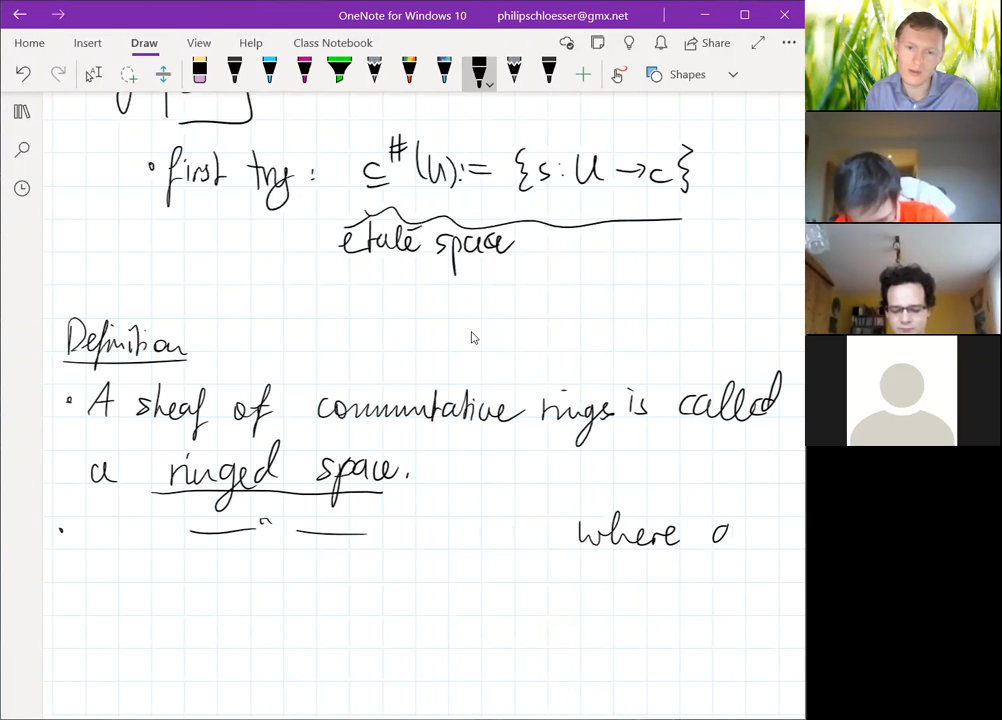 OneNote for Windows 10
philipschloesser@gmx.net
Home Insert Draw View Help Class Notebook
Share
Shapes
• first try : c^#(U) := {s : U → c}
etale space
Definition
• A sheaf of commutative rings is called
a ringed space.
• —— " —— where o